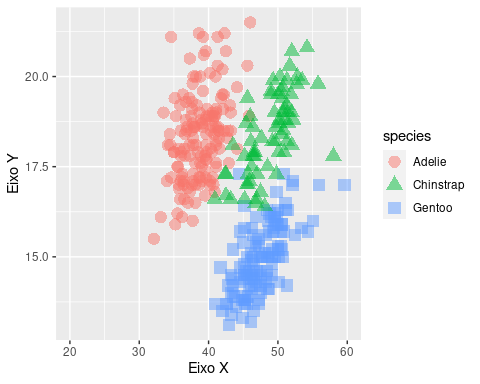 20.0
17.5
15.0
20
30
40
50
60
Eixo X
Eixo Y
species
Adelie
Chinstrap
Gentoo